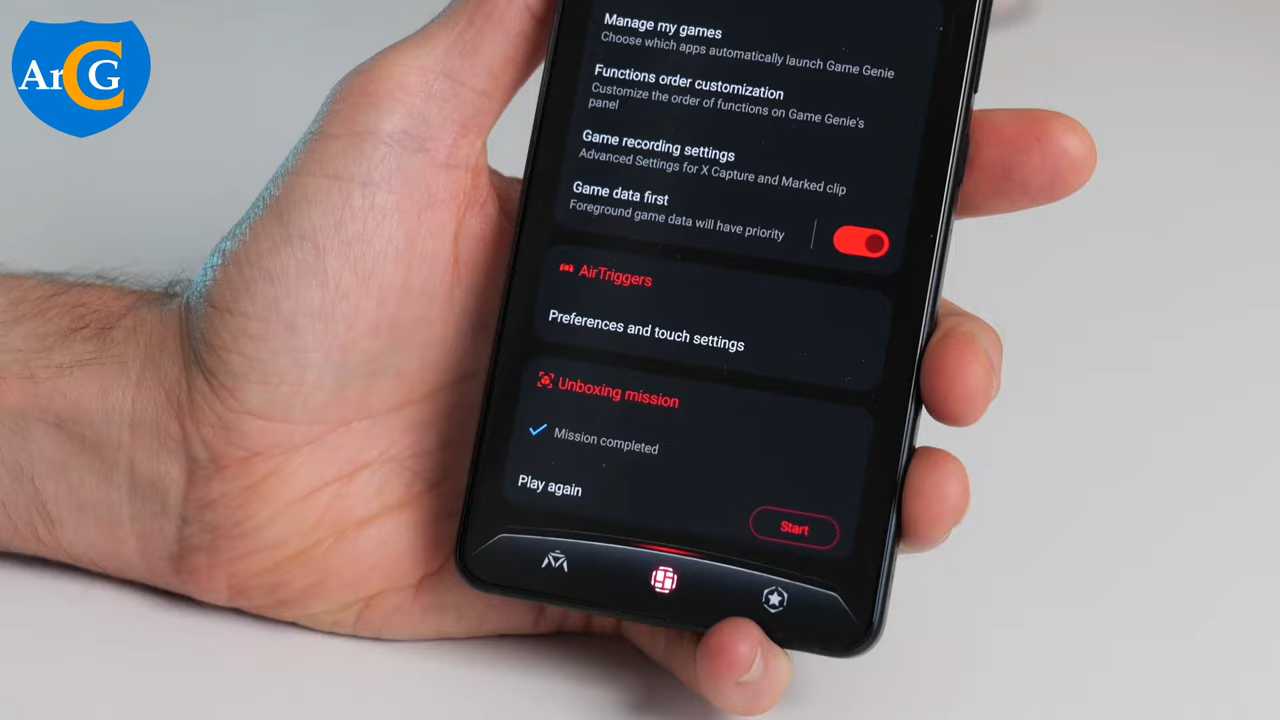 ArCG
Manage my games
Choose which apps automatically launch Game Genie
Functions order customization
Customize the order of functions on Game Genie's
panel
Game recording settings
Advanced Settings for X Capture and Marked clip
Game data first
Foreground game data will have priority
AirTriggers
Preferences and touch settings
Unboxing mission
Mission completed
Play again
Start